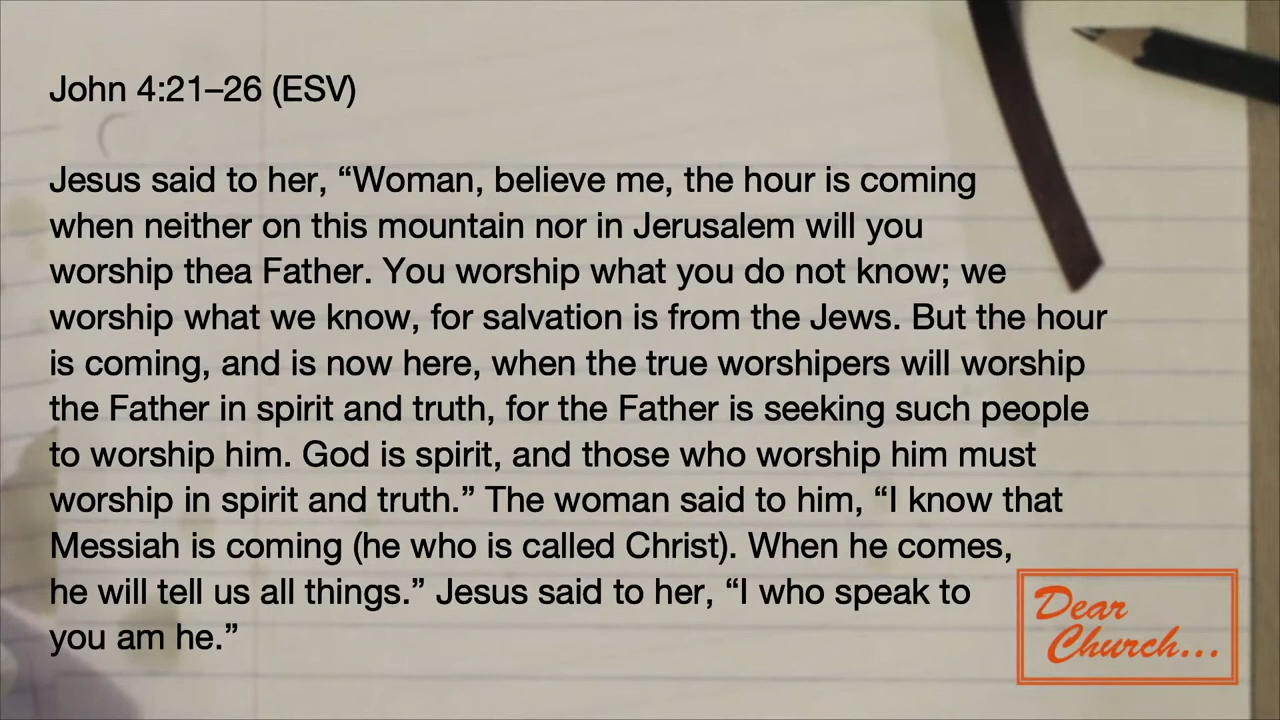 John 4:21–26 (ESV)
Jesus said to her, “Woman, believe me, the hour is coming
when neither on this mountain nor in Jerusalem will you
worship thea Father. You worship what you do not know; we
worship what we know, for salvation is from the Jews. But the hour
is coming, and is now here, when the true worshipers will worship
the Father in spirit and truth, for the Father is seeking such people
to worship him. God is spirit, and those who worship him must
worship in spirit and truth.” The woman said to him, “I know that
Messiah is coming (he who is called Christ). When he comes,
he will tell us all things.” Jesus said to her, “I who speak to
you am he.”
Dear
Church...